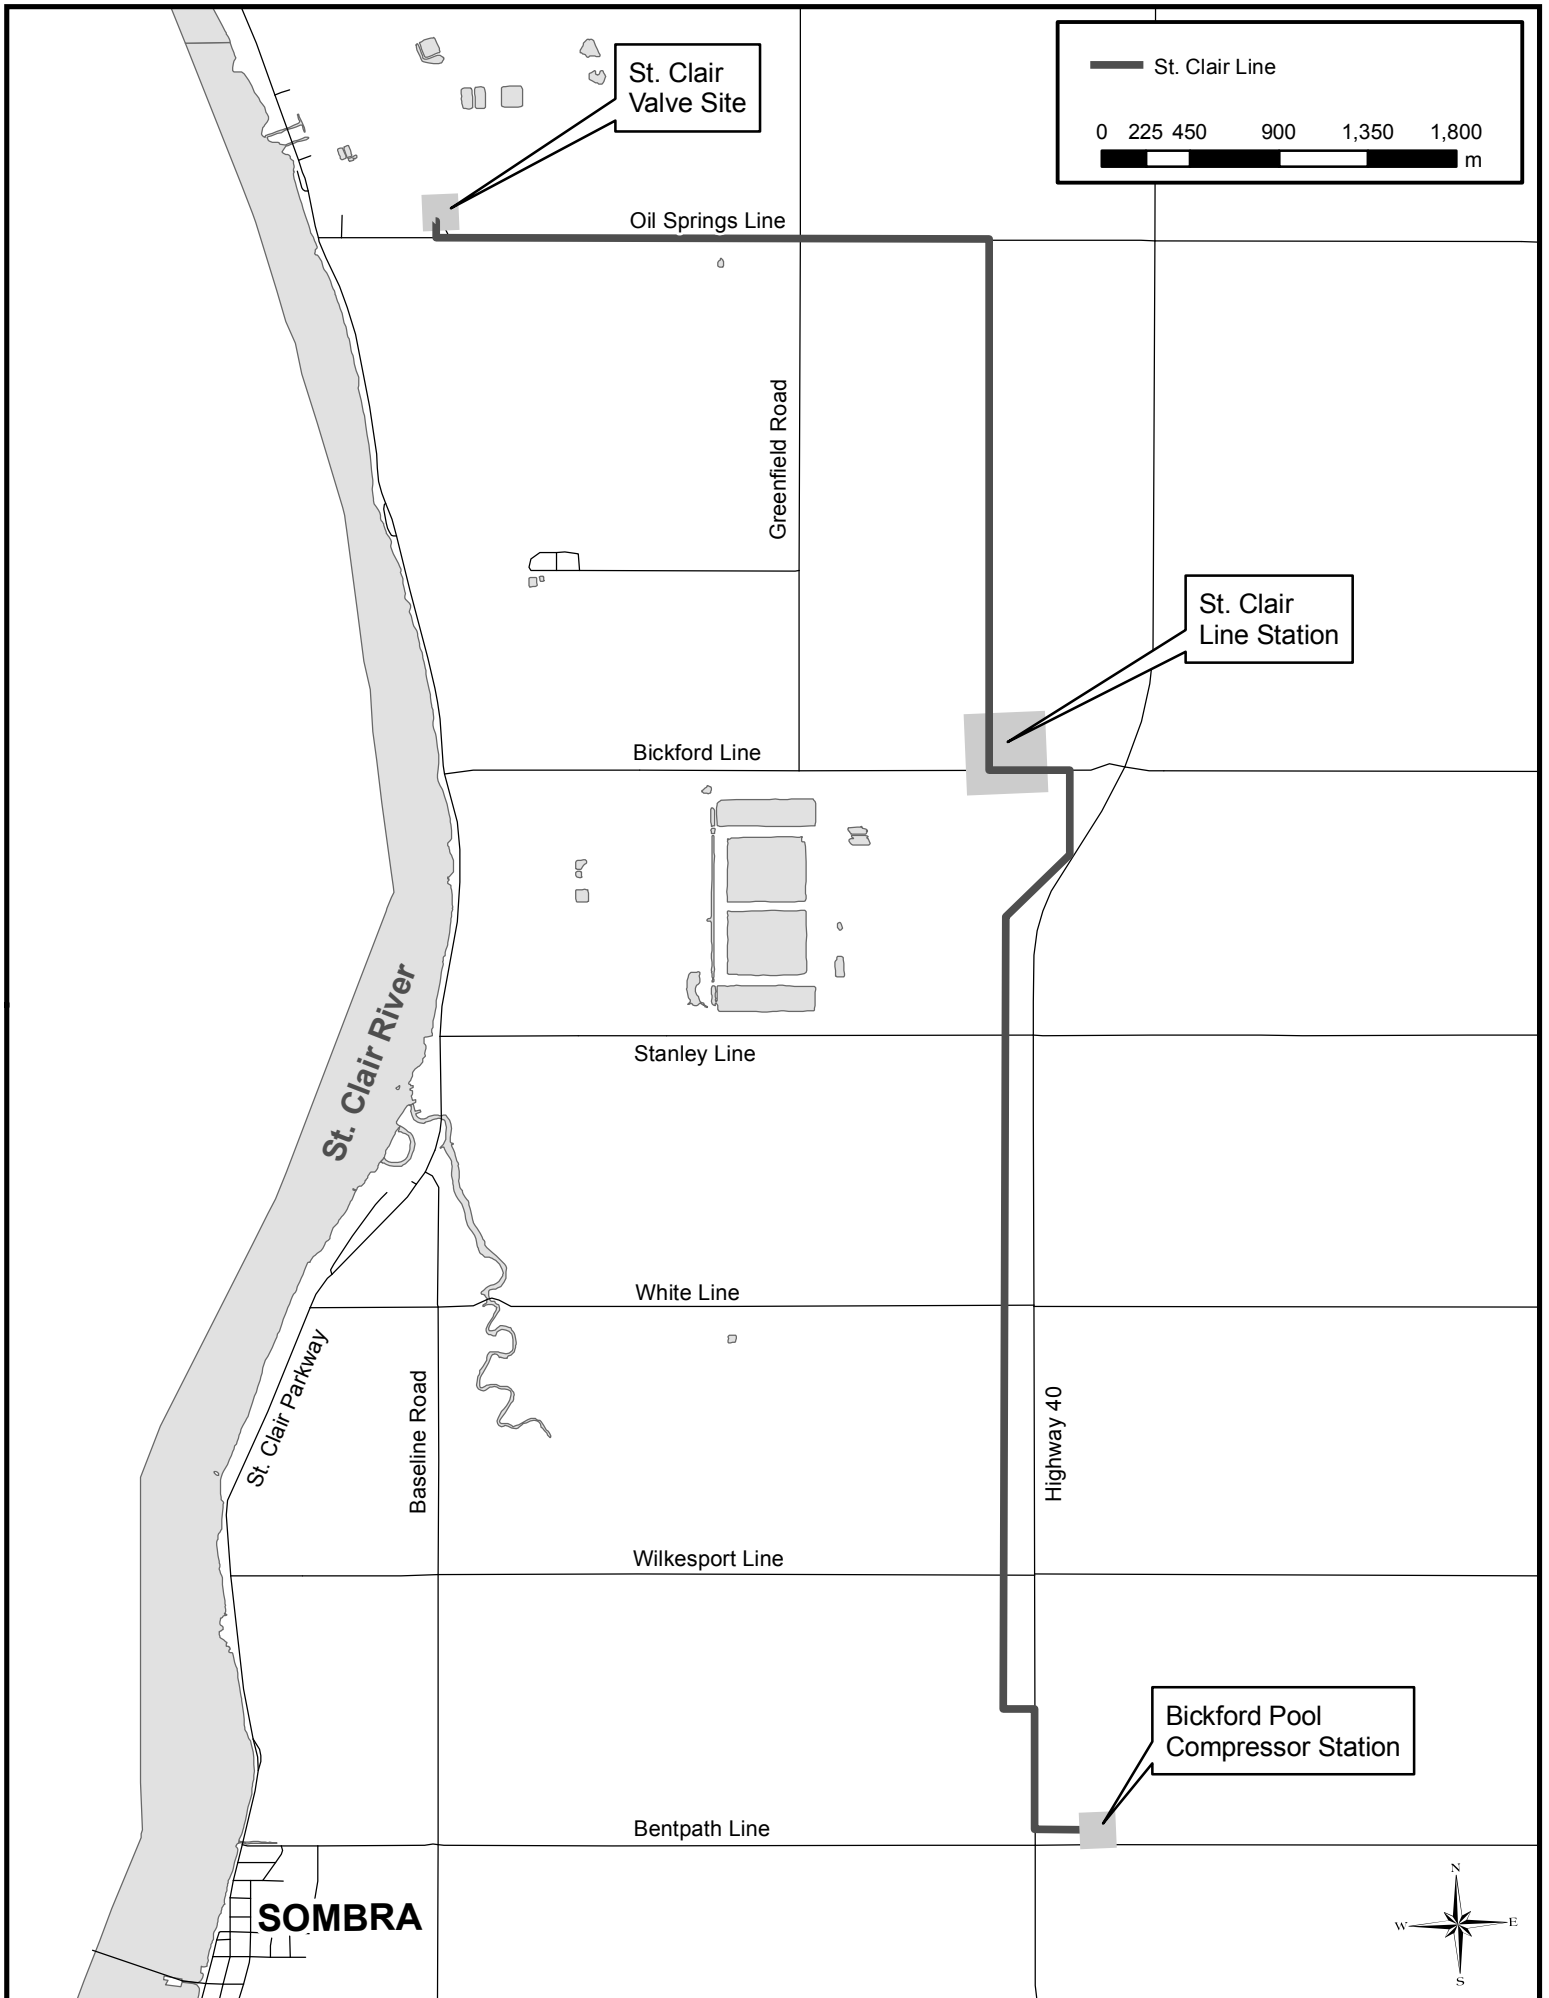 St. Clair
Valve Site
St. Clair Line
0 225 450 900 1,350 1,800
m
Oil Springs Line
Greenfield Road
St. Clair
Line Station
Bickford Line
St. Clair River
Stanley Line
White Line
St. Clair Parkway
Baseline Road
Highway 40
Wilkesport Line
Bickford Pool
Compressor Station
Bentpath Line
SOMBRA
N
W E
S